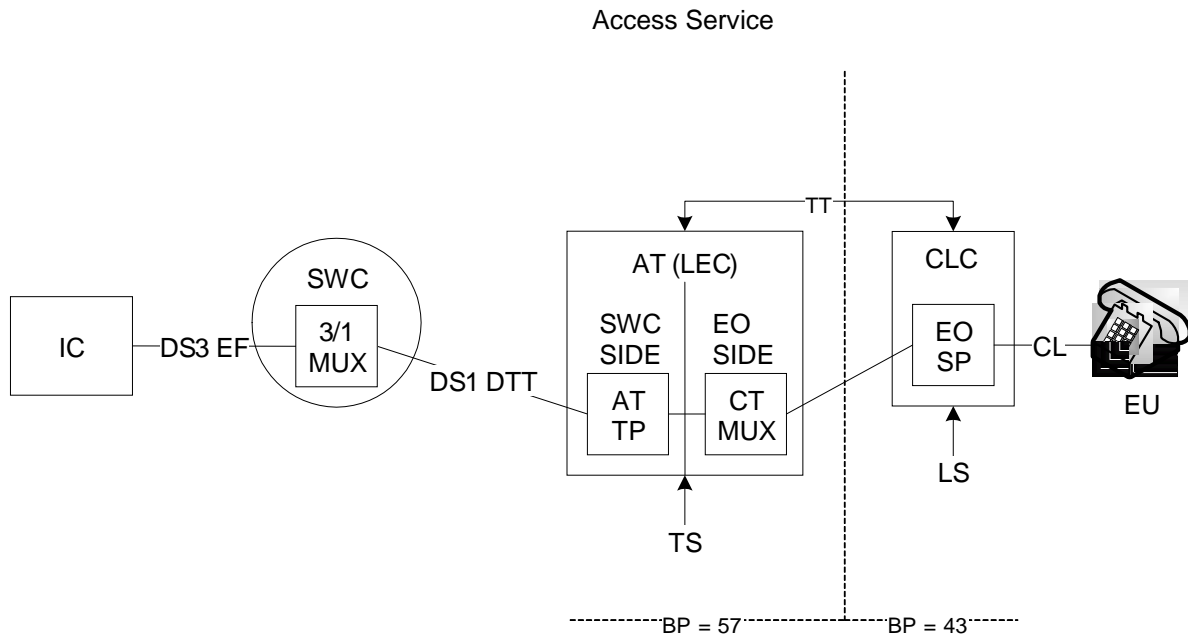 Access Service
TT
AT (LEC)
CLC
SWC
SWC
SIDE
EO
SIDE
IC
DS3 EF
3/1
MUX
EO
SP
CL
DS1 DTT
AT
TP
CT
MUX
EU
LS
TS
BP = 57
BP = 43